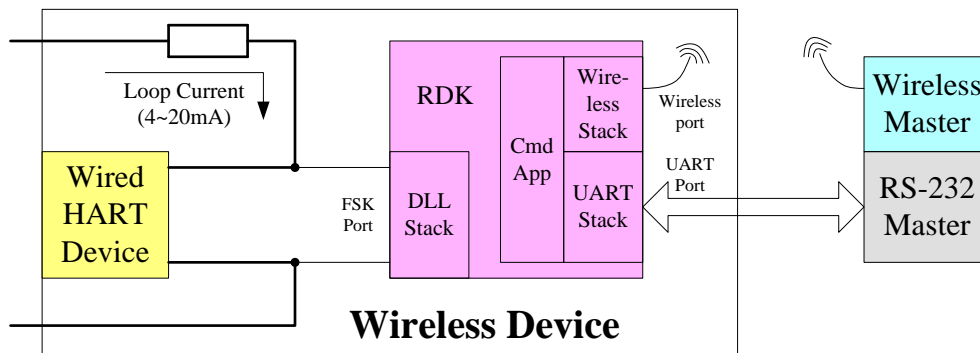 Loop Current
(4~20mA)
RDK
Wire-
less
Stack
Wireless
port
Wireless
Master
Wired
HART
Device
FSK
Port
DLL
Stack
Cmd
App
UART
Stack
UART
Port
RS-232
Master
Wireless Device